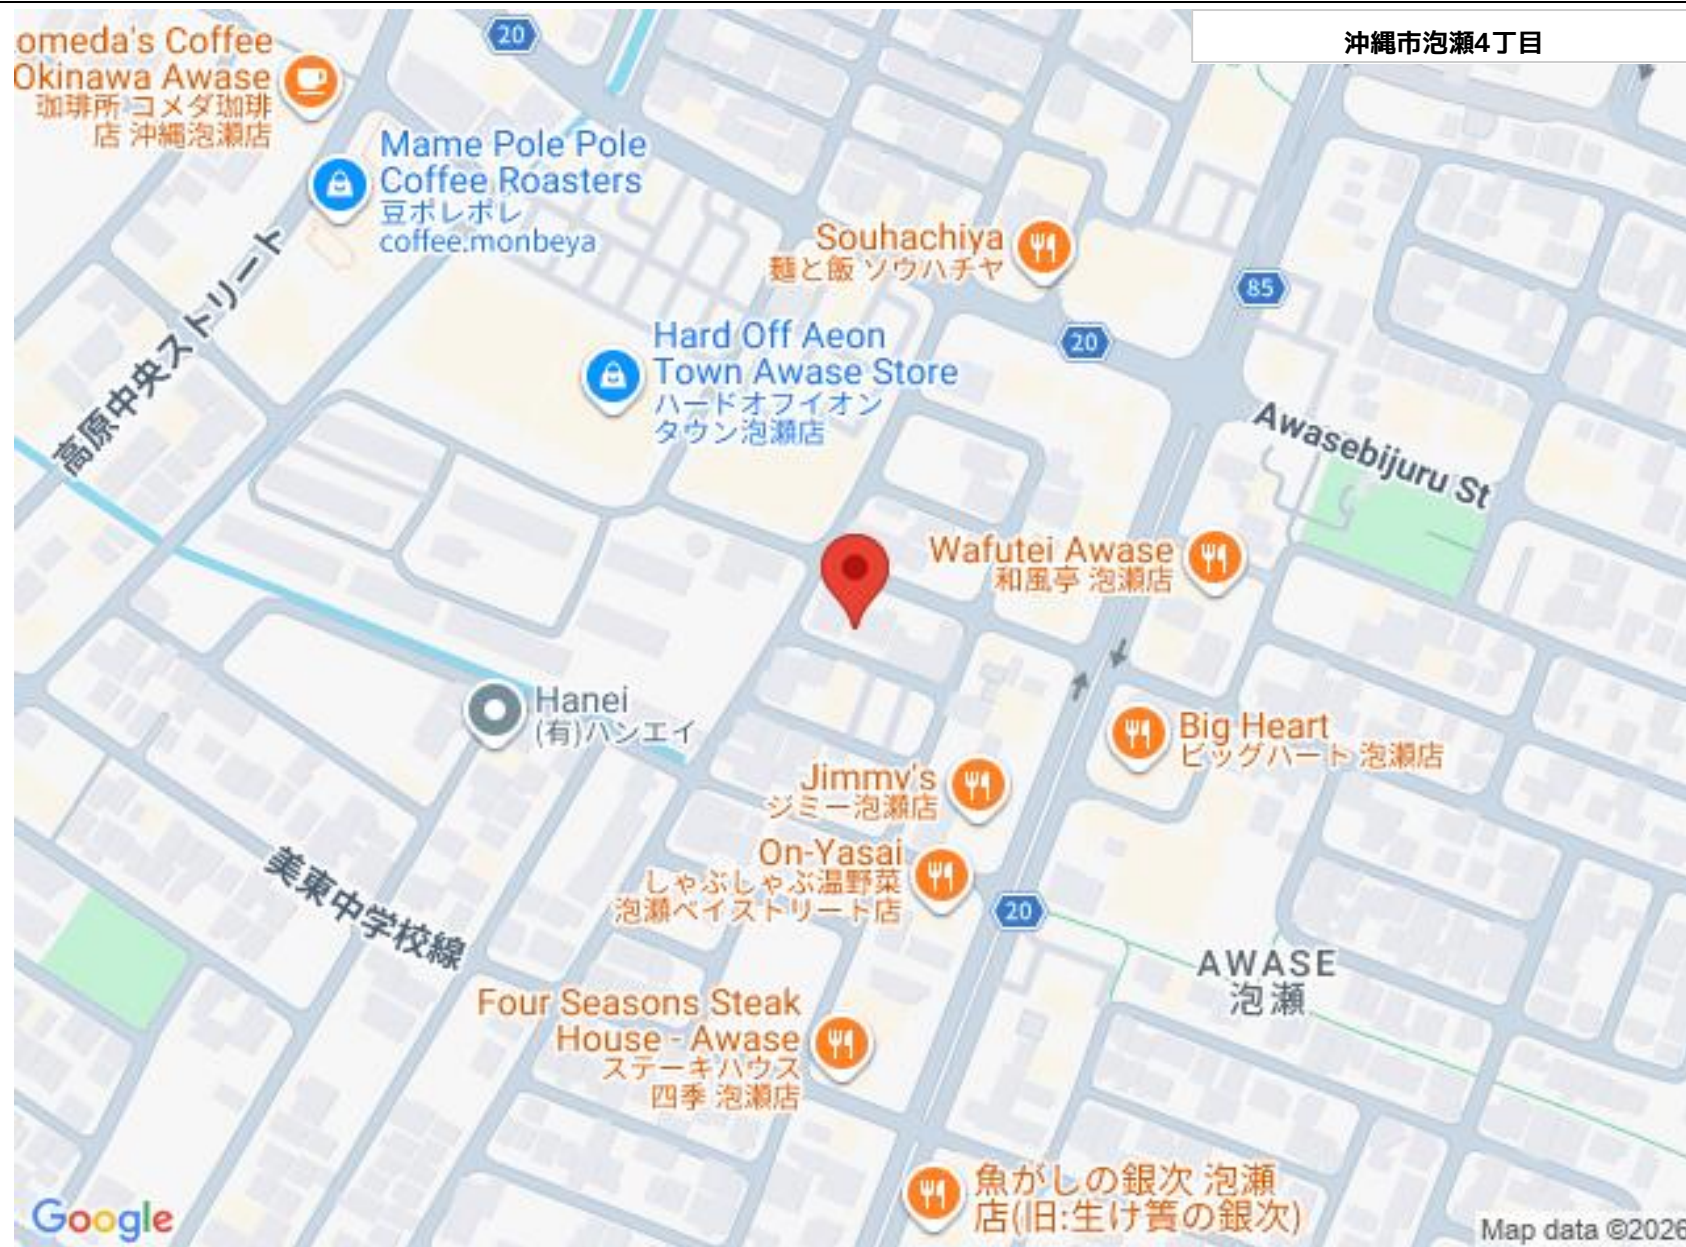 沖縄市泡瀬4丁目
20
omeda's Coffee
Okinawa Awase
珈琲所 コメダ珈琲
店 沖縄泡瀬店
Mame Pole Pole
Coffee Roasters
豆ポレポレ
coffee.monbeya
Souhachiya
麺と飯 ソウハチヤ
85
20
高原中央ストリート
Hard Off Aeon
Town Awase Store
ハードオフイオン
タウン泡瀬店
Awasebijuru St
Wafutei Awase
和風亭 泡瀬店
Hanei
(有)ハンエイ
Big Heart
ビッグハート 泡瀬店
Jimmy's
ジミー泡瀬店
On-Yasai
しゃぶしゃぶ温野菜
泡瀬ベイストリート店
20
美東中学校線
AWASE
泡瀬
Four Seasons Steak
House - Awase
ステーキハウス
四季 泡瀬店
魚がしの銀次 泡瀬
店(旧:生け簀の銀次)
Google
Map data ©2026